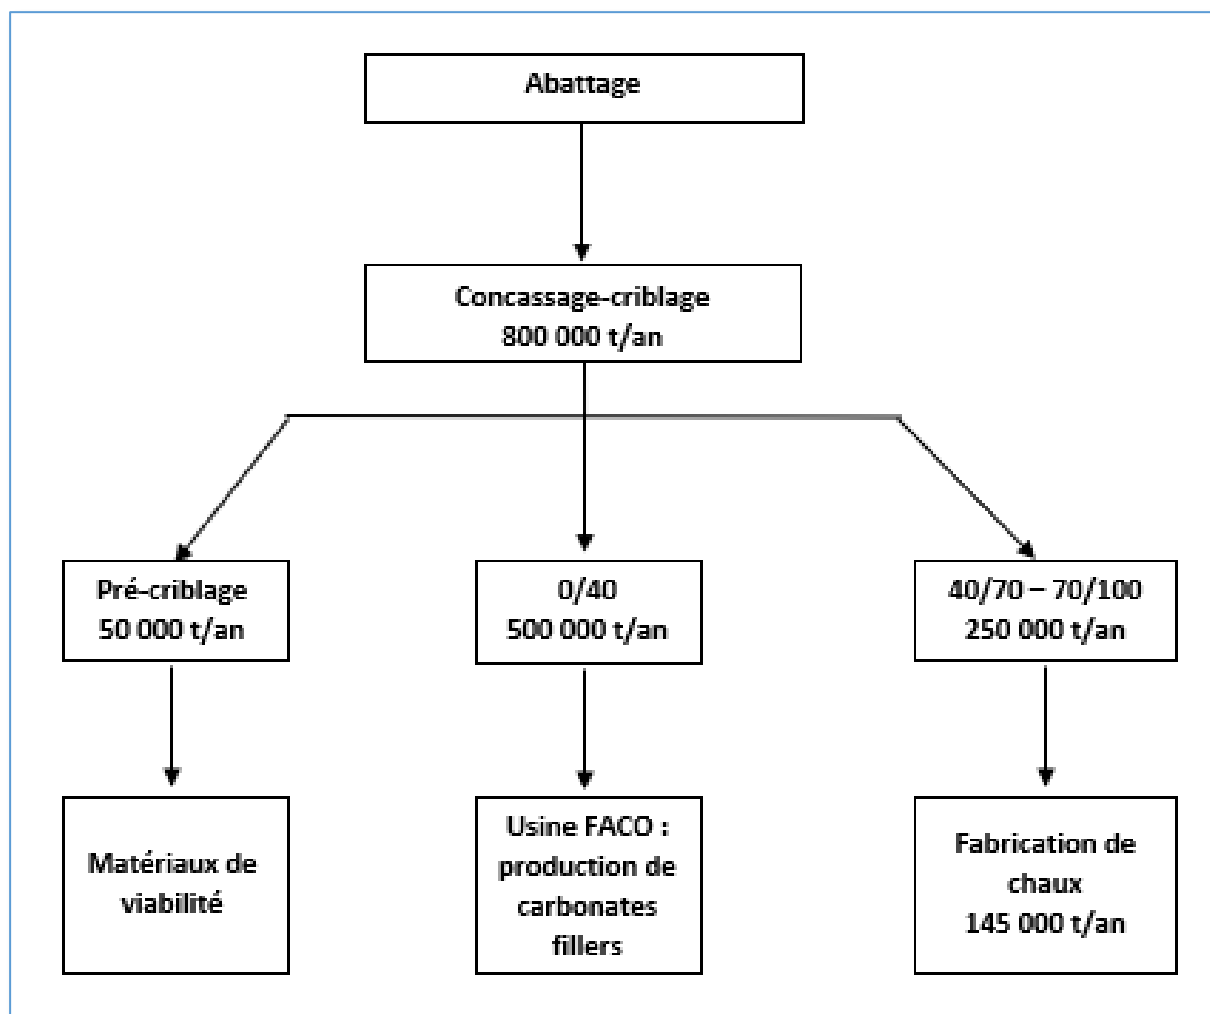 Abattage
Concassage-criblage
800 000 t/an
Pré-criblage
50 000 t/an
0/40
500 000 t/an
40/70 – 70/100
250 000 t/an
Matériaux de
viabilité
Usine FACO :
production de
carbonates
fillers
Fabrication de
chaux
145 000 t/an